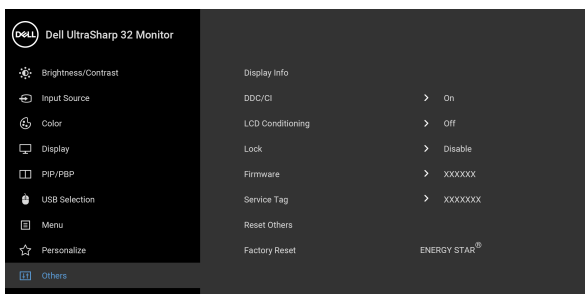 DELL Dell UltraSharp 32 Monitor
Brightness/Contrast
Input Source
Color
Display
PIP/PBP
USB Selection
Menu
Personalize
Others
Display Info
DDC/CI > On
LCD Conditioning > Off
Lock > Disable
Firmware > XXXXXX
Service Tag > XXXXXXX
Reset Others
Factory Reset ENERGY STAR®